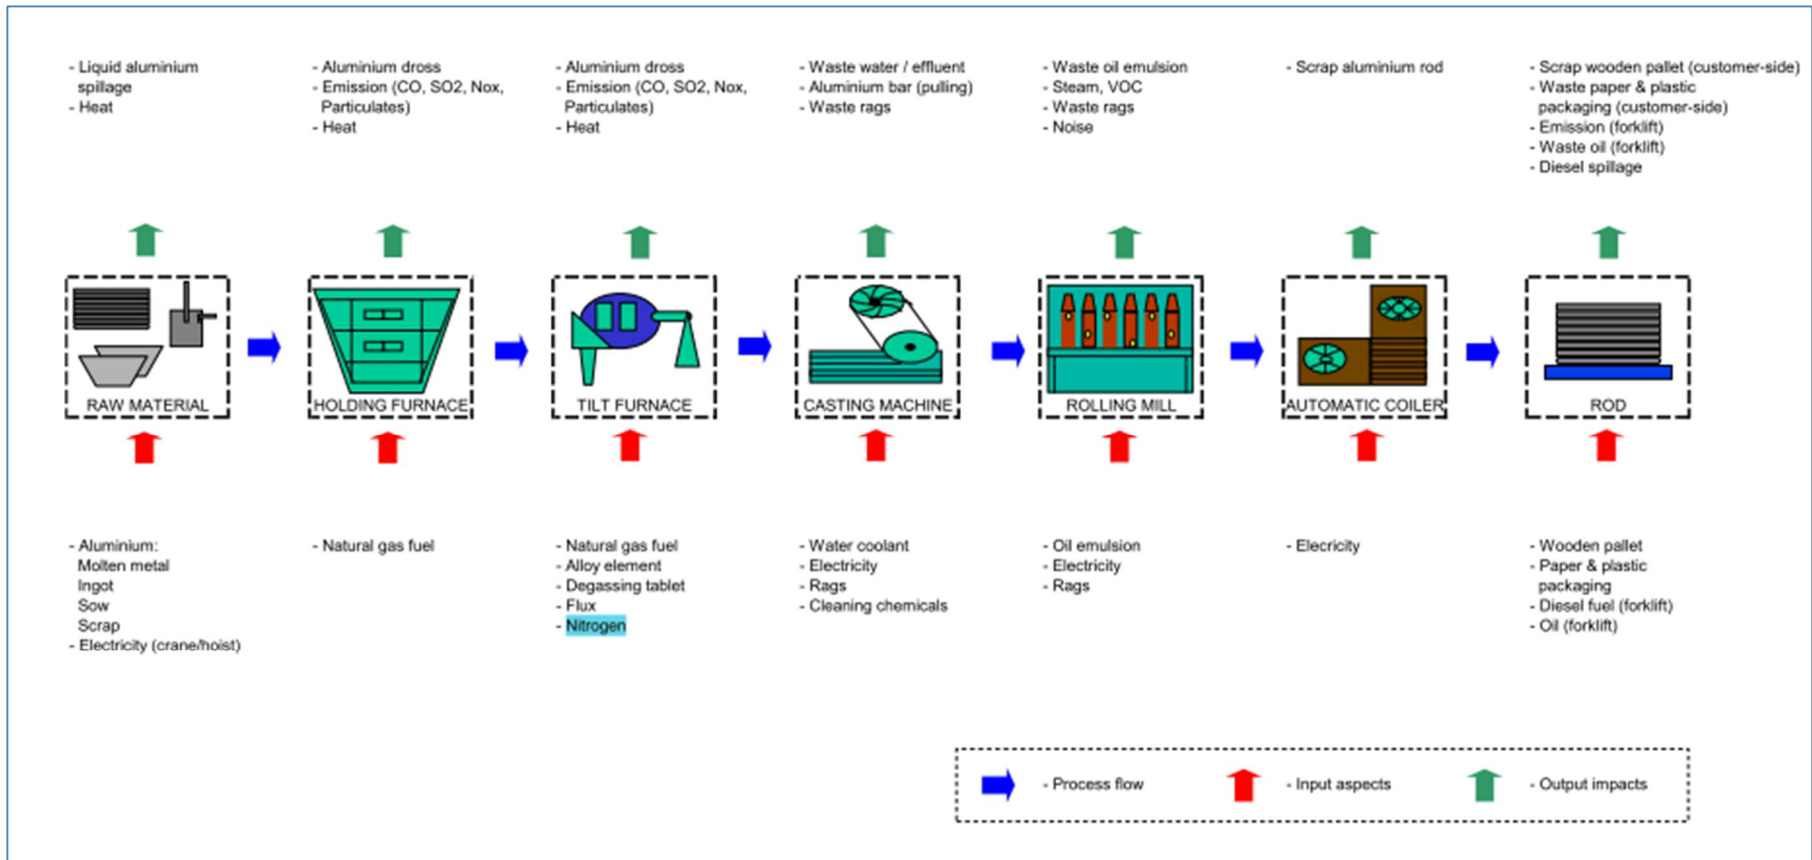 - Liquid aluminium
spillage
- Heat
- Aluminium dross
- Emission (CO, SO2, Nox,
Particulates)
- Heat
- Aluminium dross
- Emission (CO, SO2, Nox,
Particulates)
- Heat
- Waste water / effluent
- Aluminium bar (pulling)
- Waste rags
- Waste oil emulsion
- Steam, VOC
- Waste rags
- Noise
- Scrap aluminium rod
- Scrap wooden pallet (customer-side)
- Waste paper & plastic
packaging (customer-side)
- Emission (forklift)
- Waste oil (forklift)
- Diesel spillage
RAW MATERIAL
HOLDING FURNACE
TILT FURNACE
CASTING MACHINE
ROLLING MILL
AUTOMATIC COILER
ROD
- Aluminium:
Molten metal
Ingot
Sow
Scrap
- Electricity (crane/hoist)
- Natural gas fuel
- Natural gas fuel
- Alloy element
- Degassing tablet
- Flux
- Nitrogen
- Water coolant
- Electricity
- Rags
- Cleaning chemicals
- Oil emulsion
- Electricity
- Rags
- Elecricity
- Wooden pallet
- Paper & plastic
packaging
- Diesel fuel (forklift)
- Oil (forklift)
- Process flow
- Input aspects
- Output impacts